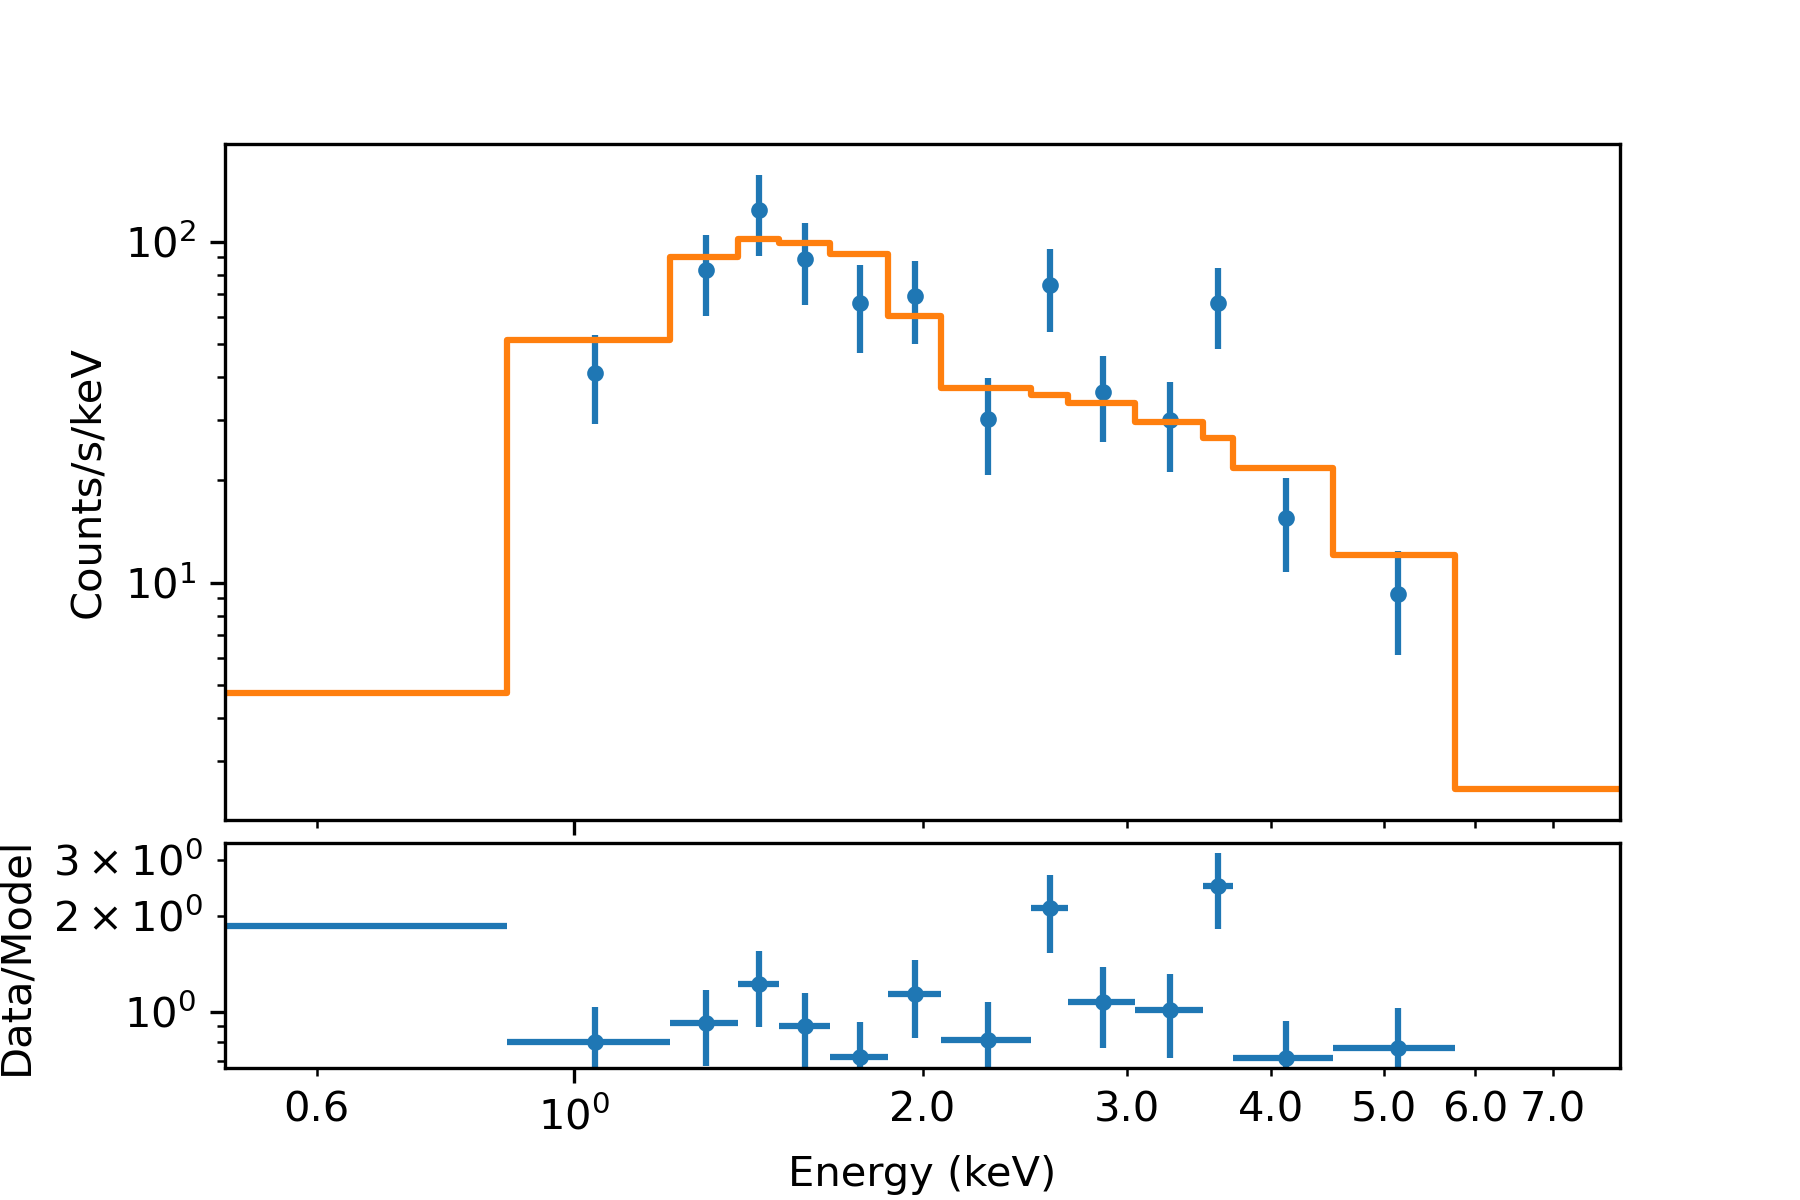 Counts/s/keV
10²
10¹
Data/Model
3 × 10⁰
2 × 10⁰
10⁰
0.6 10⁰ 2.0 3.0 4.0 5.0 6.0 7.0
Energy (keV)